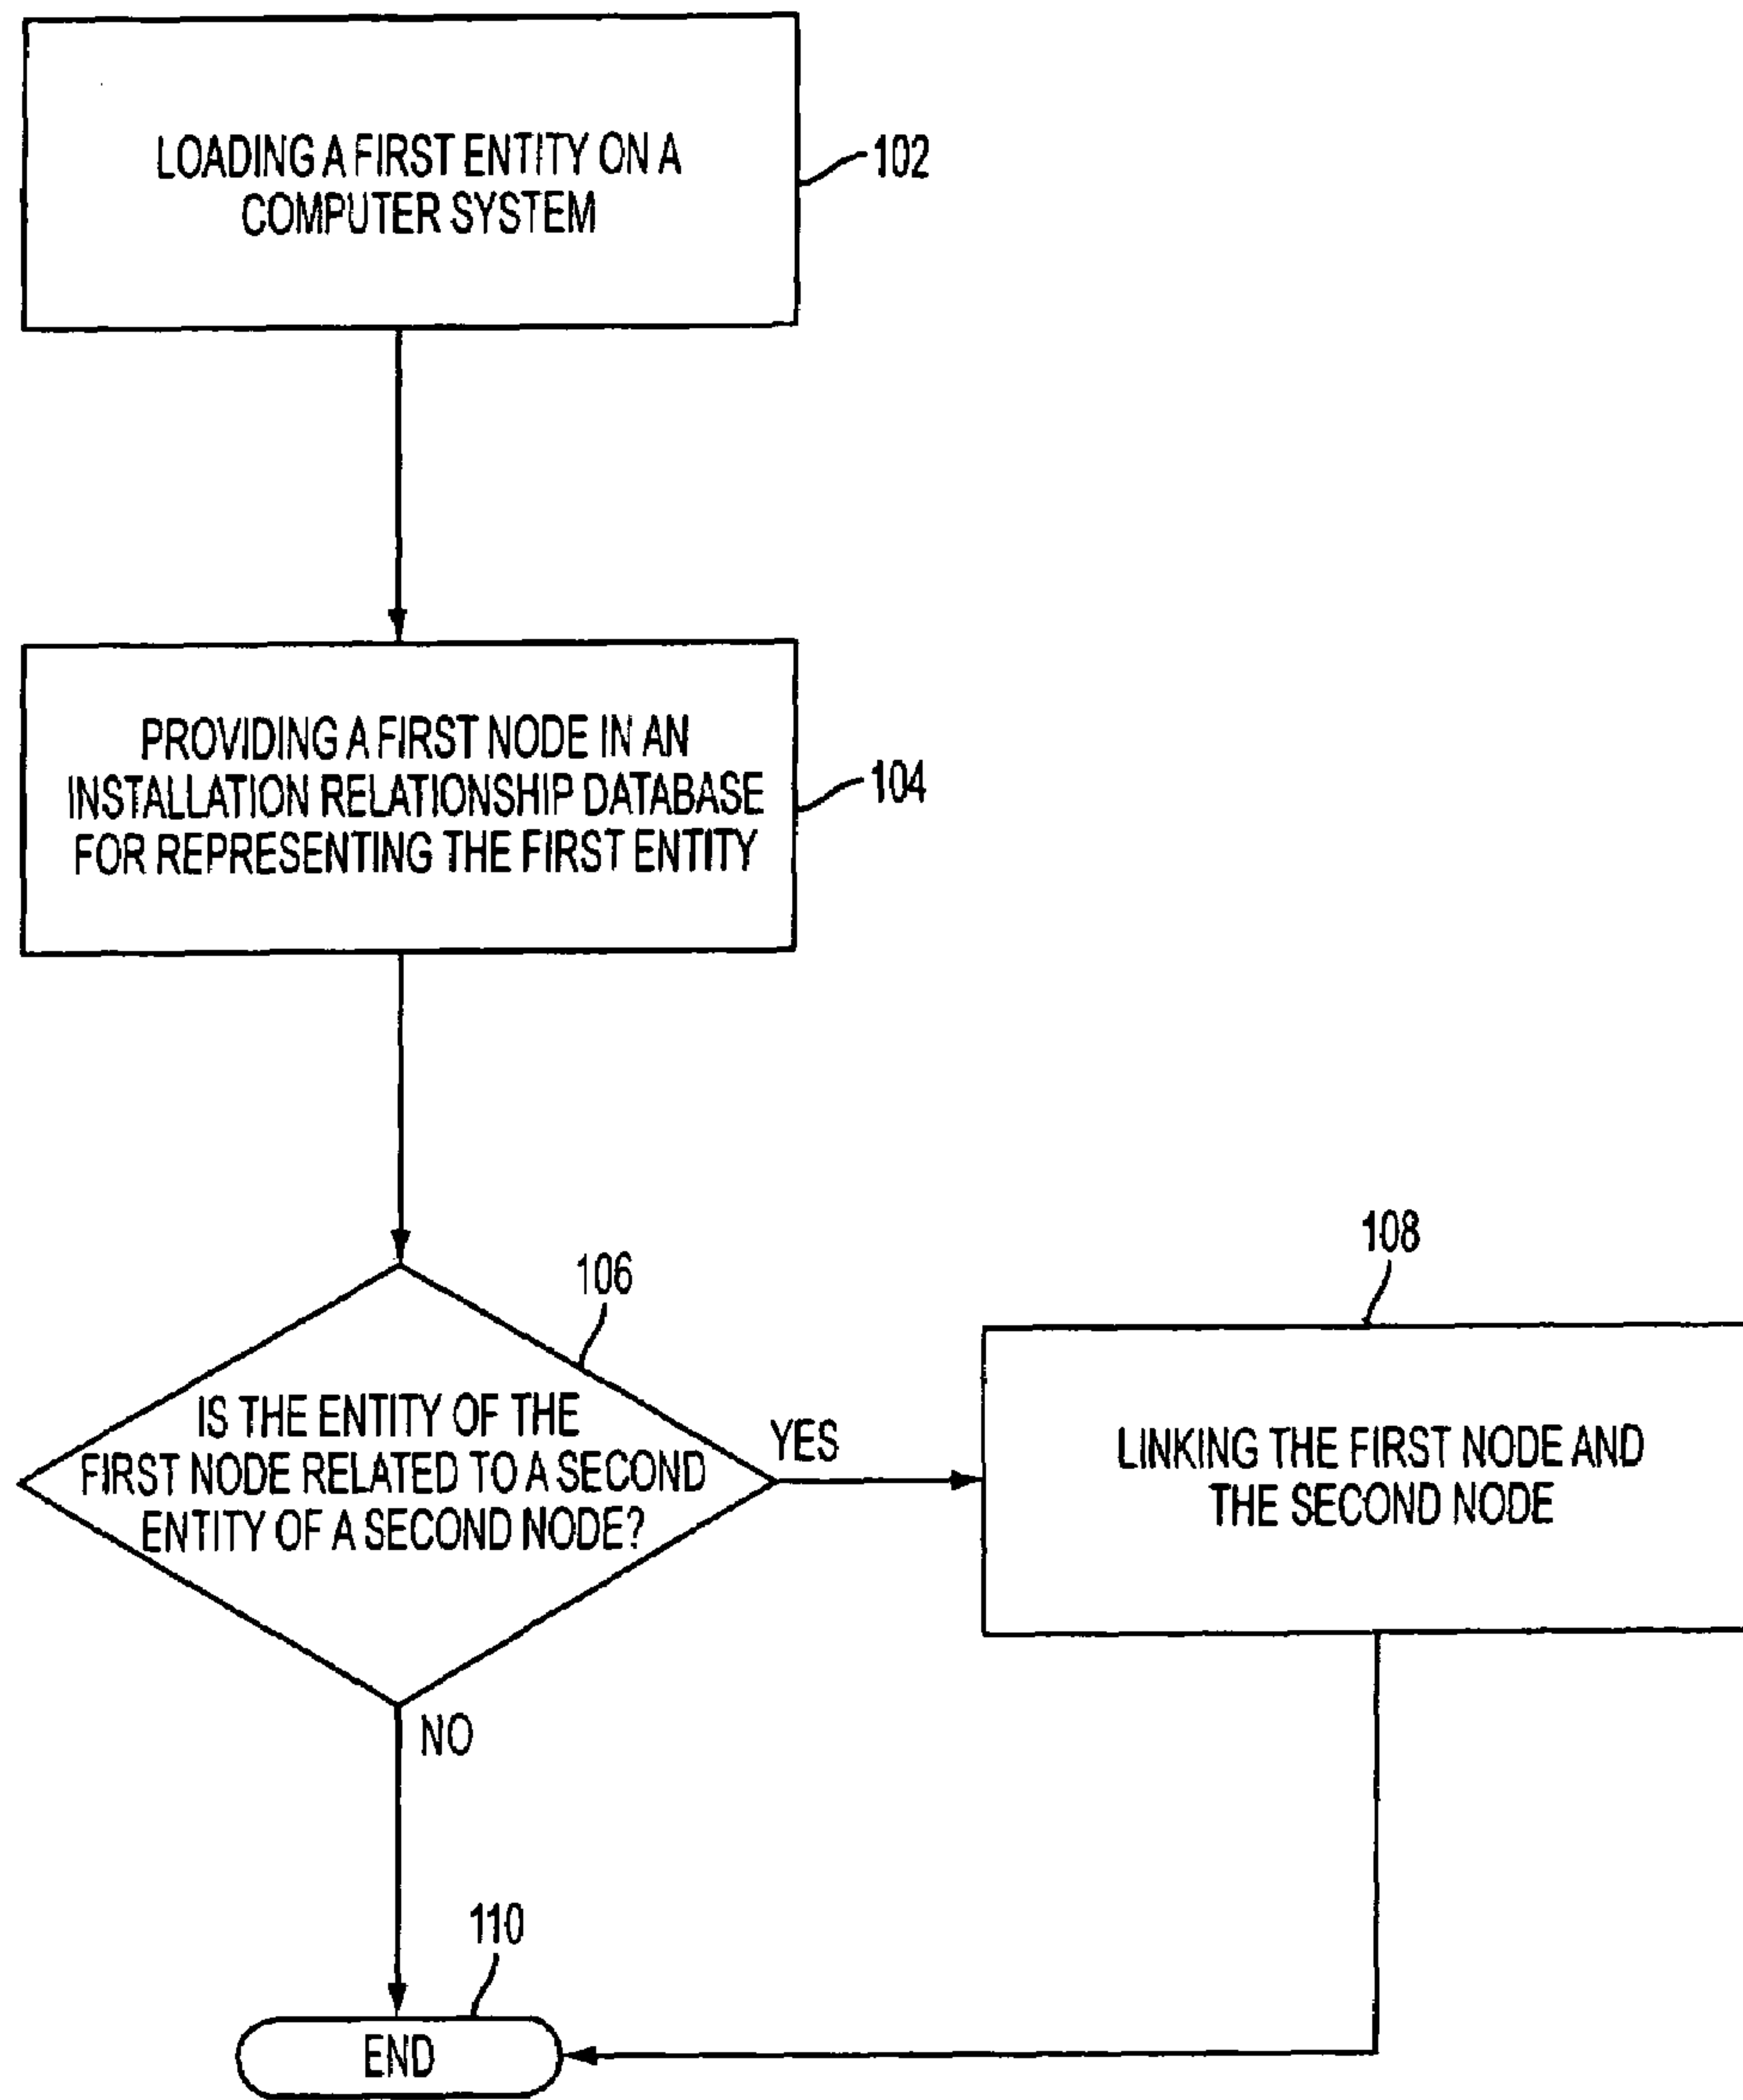 LOADING A FIRST ENTITY ON A
COMPUTER SYSTEM
102
PROVIDING A FIRST NODE IN AN
INSTALLATION RELATIONSHIP DATABASE
FOR REPRESENTING THE FIRST ENTITY
104
106
IS THE ENTITY OF THE
FIRST NODE RELATED TO A SECOND
ENTITY OF A SECOND NODE?
YES
108
LINKING THE FIRST NODE AND
THE SECOND NODE
NO
110
END